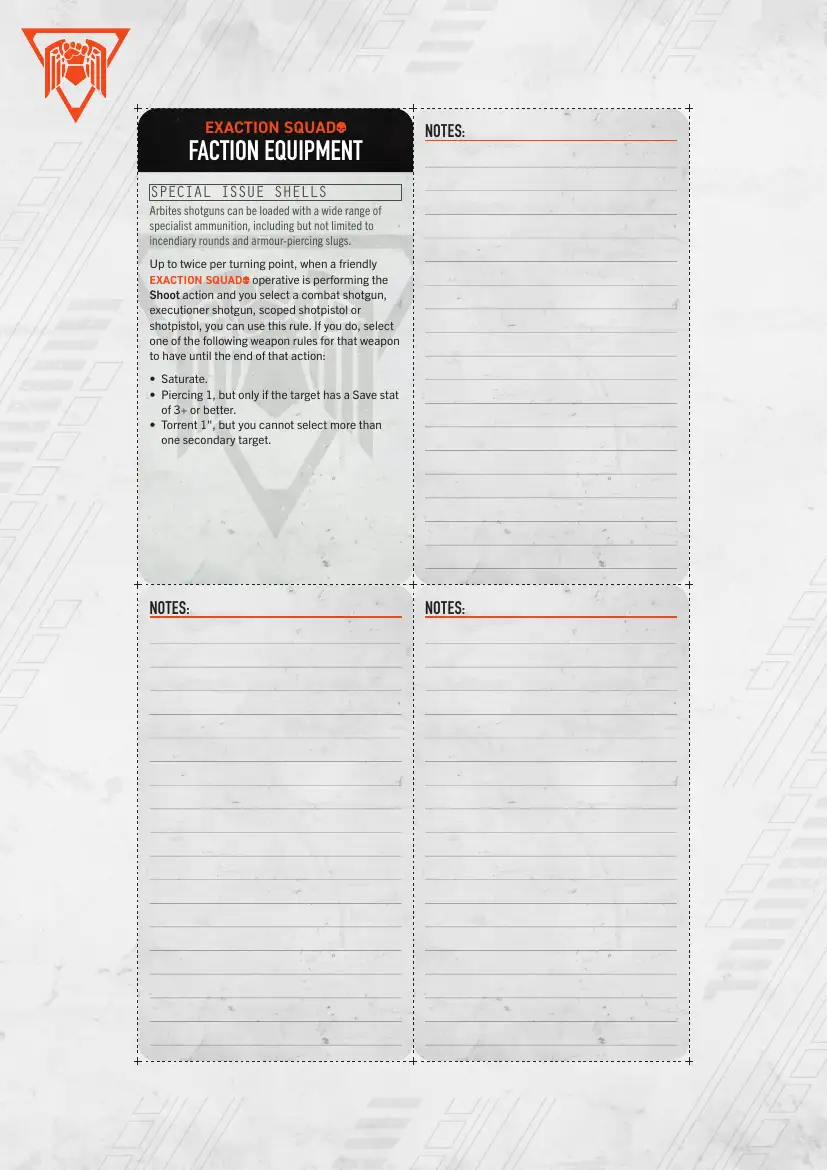 EXACTION SQUAD
FACTION EQUIPMENT
SPECIAL ISSUE SHELLS
Arbites shotguns can be loaded with a wide range of
specialist ammunition, including but not limited to
incendiary rounds and armour-piercing slugs.
Up to twice per turning point, when a friendly
EXACTION SQUAD operative is performing the
Shoot action and you select a combat shotgun,
executioner shotgun, scoped shotpistol or
shotpistol, you can use this rule. If you do, select
one of the following weapon rules for that weapon
to have until the end of that action:
• Saturate.
• Piercing 1, but only if the target has a Save stat
of 3+ or better.
• Torrent 1", but you cannot select more than
one secondary target.
NOTES:
NOTES:
NOTES: